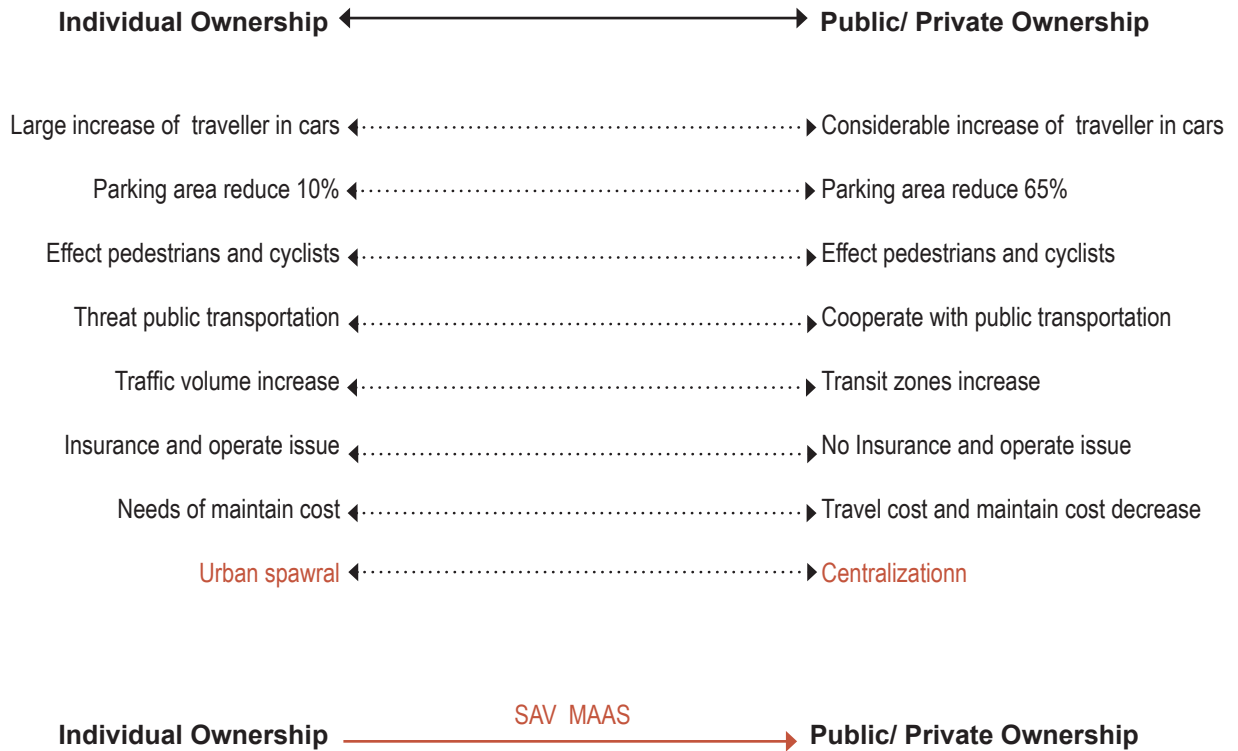 Individual Ownership Public/ Private Ownership
Large increase of traveller in cars Considerable increase of traveller in cars
Parking area reduce 10% Parking area reduce 65%
Effect pedestrians and cyclists Effect pedestrians and cyclists
Threat public transportation Cooperate with public transportation
Traffic volume increase Transit zones increase
Insurance and operate issue No Insurance and operate issue
Needs of maintain cost Travel cost and maintain cost decrease
Urban spawral Centralizationn
SAV MAAS
Individual Ownership Public/ Private Ownership